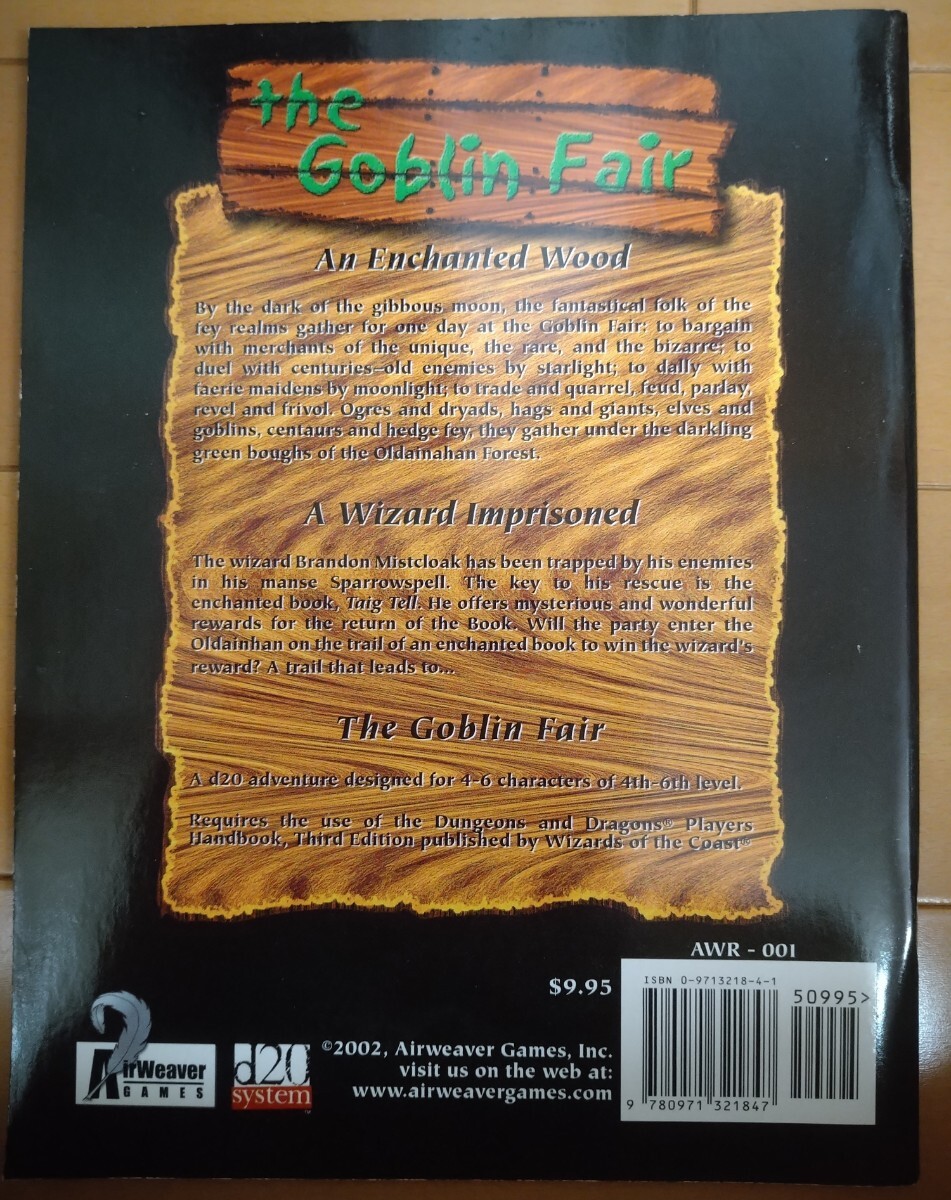 the
Goblin Fair
An Enchanted Wood
By the dark of the gibbous moon, the fantastical folk of the
fey realms gather for one day at the Goblin Fair: to bargain
with merchants of the unique, the rare, and the bizarre; to
duel with centuries-old enemies by starlight; to dally with
faerie maidens by moonlight; to trade and quarrel, feud, parlay,
revel and frivol. Ogres and dryads, hags and giants, elves and
goblins, centaurs and hedge fey, they gather under the darkling
green boughs of the Oldainahan Forest.
A Wizard Imprisoned
The wizard Brandon Mistcloak has been trapped by his enemies
in his manse Sparrowspell. The key to his rescue is the
enchanted book, Taig Tell. He offers mysterious and wonderful
rewards for the return of the Book. Will the party enter the
Oldainhan on the trail of an enchanted book to win the wizard's
reward? A trail that leads to...
The Goblin Fair
A d20 adventure designed for 4-6 characters of 4th-6th level.
Requires the use of the Dungeons and Dragons® Players
Handbook, Third Edition published by Wizards of the Coast®
AWR - 001
$9.95
ISBN 0-9713218-4-1
50995>
9 780971 321847
AirWeaver
GAMES
d20
system™
©2002, Airweaver Games, Inc.
visit us on the web at:
www.airweavergames.com